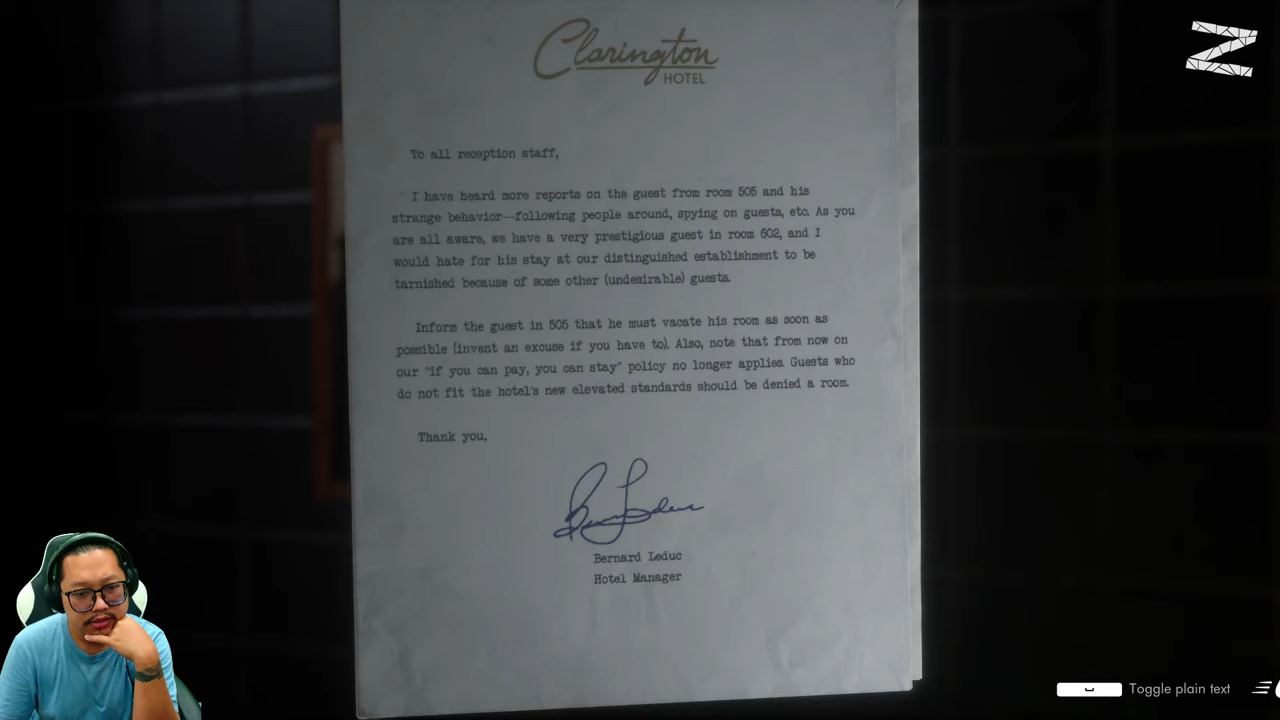 Clarington
HOTEL
To all reception staff,
I have heard more reports on the guest from room 505 and his
strange behavior—following people around, spying on guests, etc. As you
are all aware, we have a very prestigious guest in room 602, and I
would hate for his stay at our distinguished establishment to be
tarnished because of some other (undesirable) guests.
Inform the guest in 505 that he must vacate his room as soon as
possible (invent an excuse if you have to). Also, note that from now on
our "if you can pay, you can stay" policy no longer applies. Guests who
do not fit the hotel's new elevated standards should be denied a room.
Thank you,
Bernard Leduc
Hotel Manager
Z
Toggle plain text